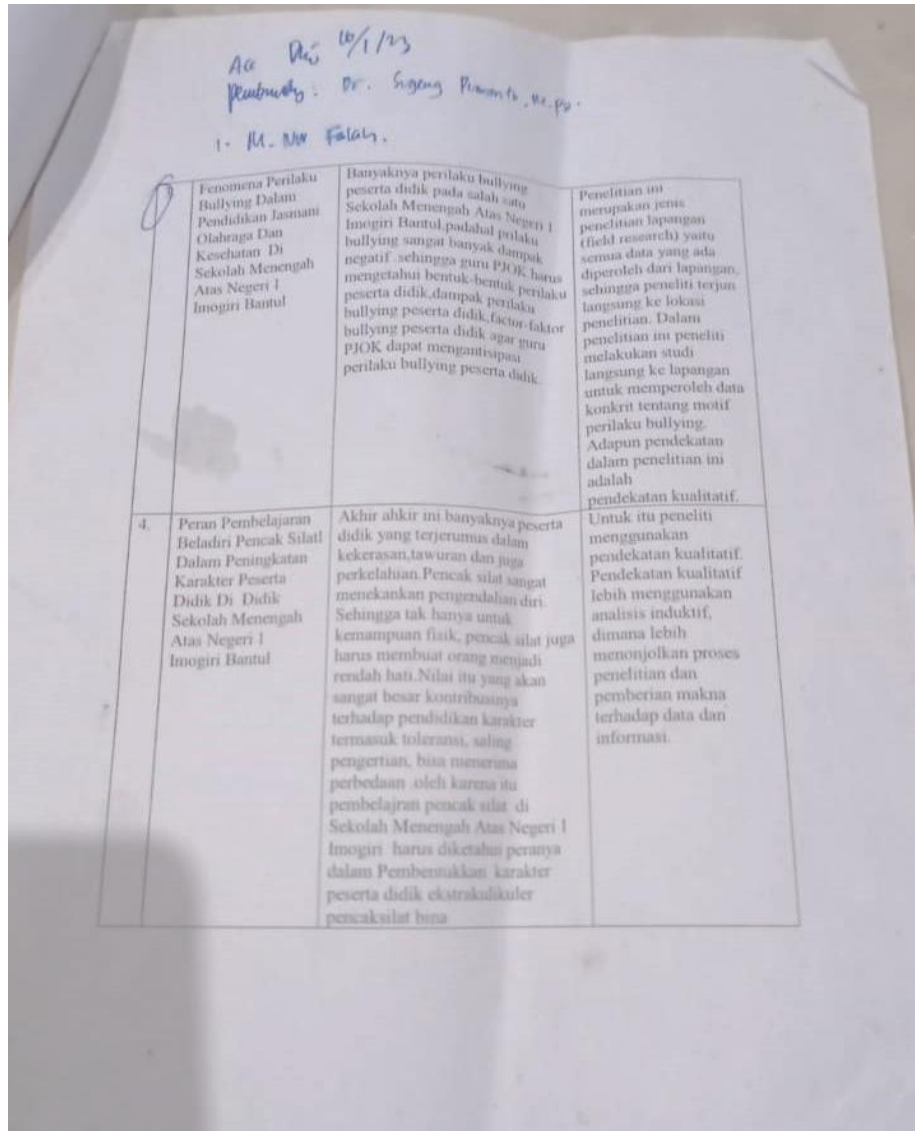 Acc 16/1/23
: Dr. Sigeng
1. M. Nur Falah.
Fenomena Perilaku
Bullying Dalam
Pendidikan Jasmani
Olahraga Dan
Kesehatan Di
Sekolah Menengah
Atas Negeri 1
Imogiri Bantul
Banyaknya perilaku bullying
peserta didik pada salah satu
Sekolah Menengah Atas Negeri 1
Imogiri Bantul,padahal prilaku
bullying sangat banyak dampak
negatif .sehingga guru PJOK harus
mengetahui bentuk-bentuk perilaku
peserta didik,dampak perilaku
bullying peserta didik,factor-faktor
bullying peserta didik agar guru
PJOK dapat mengantisipasi
perilaku bullying peserta didik.
Penelitian ini
merupakan jenis
penelitian lapangan
(field research) yaitu
semua data yang ada
diperoleh dari lapangan,
sehingga peneliti terjun
langsung ke lokasi
penelitian. Dalam
penelitian ini peneliti
melakukan studi
langsung ke lapangan
untuk memperoleh data
konkrit tentang motif
perilaku bullying.
Adapun pendekatan
dalam penelitian ini
adalah
pendekatan kualitatif.
4.
Peran Pembelajaran
Beladiri Pencak Silatl
Dalam Peningkatan
Karakter Peserta
Didik Di Didik
Sekolah Menengah
Atas Negeri 1
Imogiri Bantul
Akhir ahkir ini banyaknya peserta
didik yang terjerumus dalam
kekerasan,tawuran dan juga
perkelahian.Pencak silat sangat
menekankan pengendalian diri.
Sehingga tak hanya untuk
kemampuan fisik, pencak silat juga
harus membuat orang menjadi
rendah hati.Nilai itu yang akan
sangat besar kontribusinya
terhadap pendidikan karakter
termasuk toleransi, saling
pengertian, bisa menerima
perbedaan .oleh karena itu
pembelajran pencak silat di
Sekolah Menengah Atas Negeri 1
Imogiri harus diketahui peranya
dalam Pembentukkan karakter
peserta didik ekstrakulikuler
pencaksilat bina
Untuk itu peneliti
menggunakan
pendekatan kualitatif.
Pendekatan kualitatif
lebih menggunakan
analisis induktif,
dimana lebih
menonjolkan proses
penelitian dan
pemberian makna
terhadap data dan
informasi.